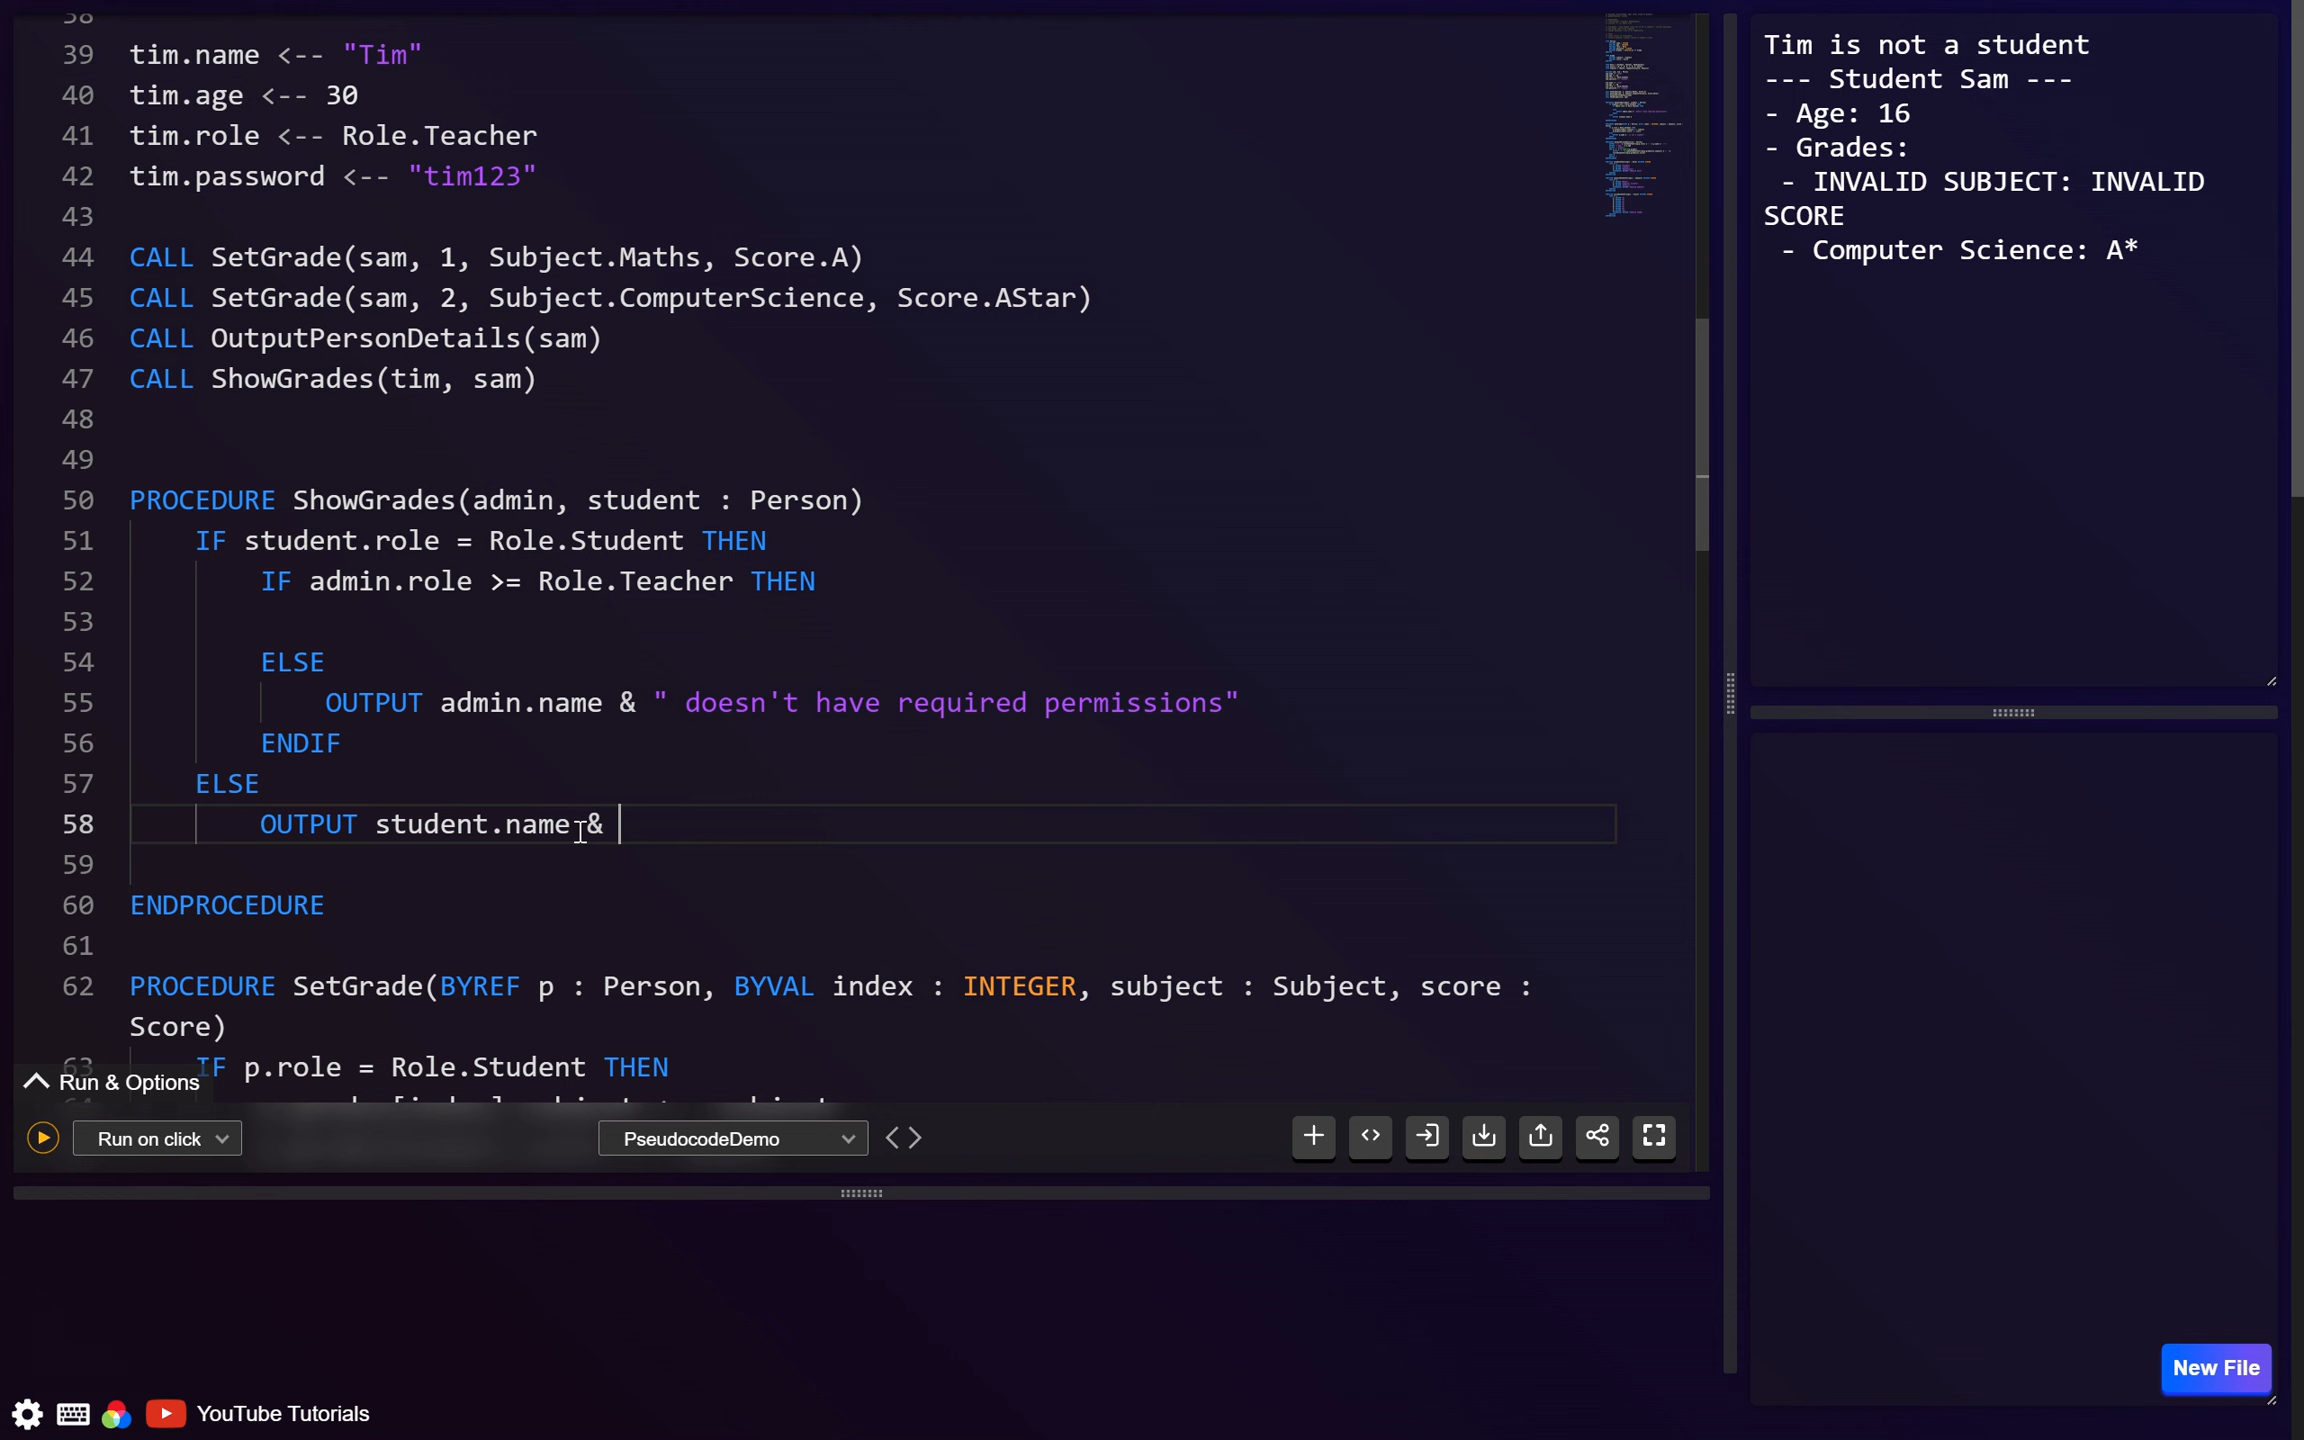 38
39 tim.name <-- "Tim"
40 tim.age <-- 30
41 tim.role <-- Role.Teacher
42 tim.password <-- "tim123"
43
44 CALL SetGrade(sam, 1, Subject.Maths, Score.A)
45 CALL SetGrade(sam, 2, Subject.ComputerScience, Score.AStar)
46 CALL OutputPersonDetails(sam)
47 CALL ShowGrades(tim, sam)
48
49
50 PROCEDURE ShowGrades(admin, student : Person)
51 IF student.role = Role.Student THEN
52 IF admin.role >= Role.Teacher THEN
53
54 ELSE
55 OUTPUT admin.name & " doesn't have required permissions"
56 ENDIF
57 ELSE
58 OUTPUT student.name &
59
60 ENDPROCEDURE
61
62 PROCEDURE SetGrade(BYREF p : Person, BYVAL index : INTEGER, subject : Subject, score :
Score)
63 IF p.role = Role.Student THEN
Run & Options
Run on click
PseudocodeDemo
Tim is not a student
--- Student Sam ---
- Age: 16
- Grades:
- INVALID SUBJECT: INVALID
SCORE
- Computer Science: A*
New File
YouTube Tutorials